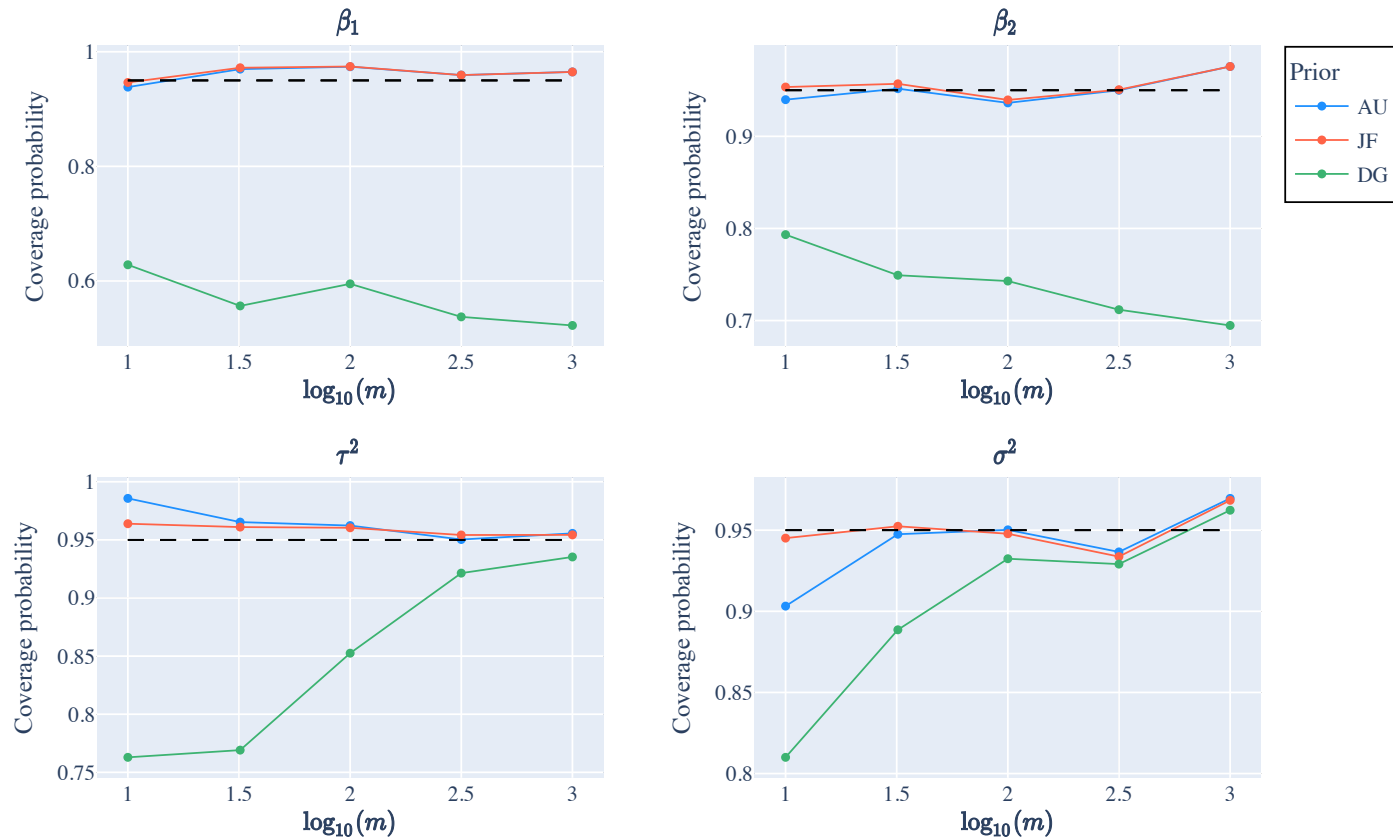 β₁
1
0.8
0.6
Coverage probability
1 1.5 2 2.5 3
log₁₀(m)
β₂
0.9
0.8
0.7
Coverage probability
1 1.5 2 2.5 3
log₁₀(m)
Prior
AU
JF
DG
τ²
1
0.95
0.9
0.85
0.8
0.75
Coverage probability
1 1.5 2 2.5 3
log₁₀(m)
σ²
0.95
0.9
0.85
0.8
Coverage probability
1 1.5 2 2.5 3
log₁₀(m)